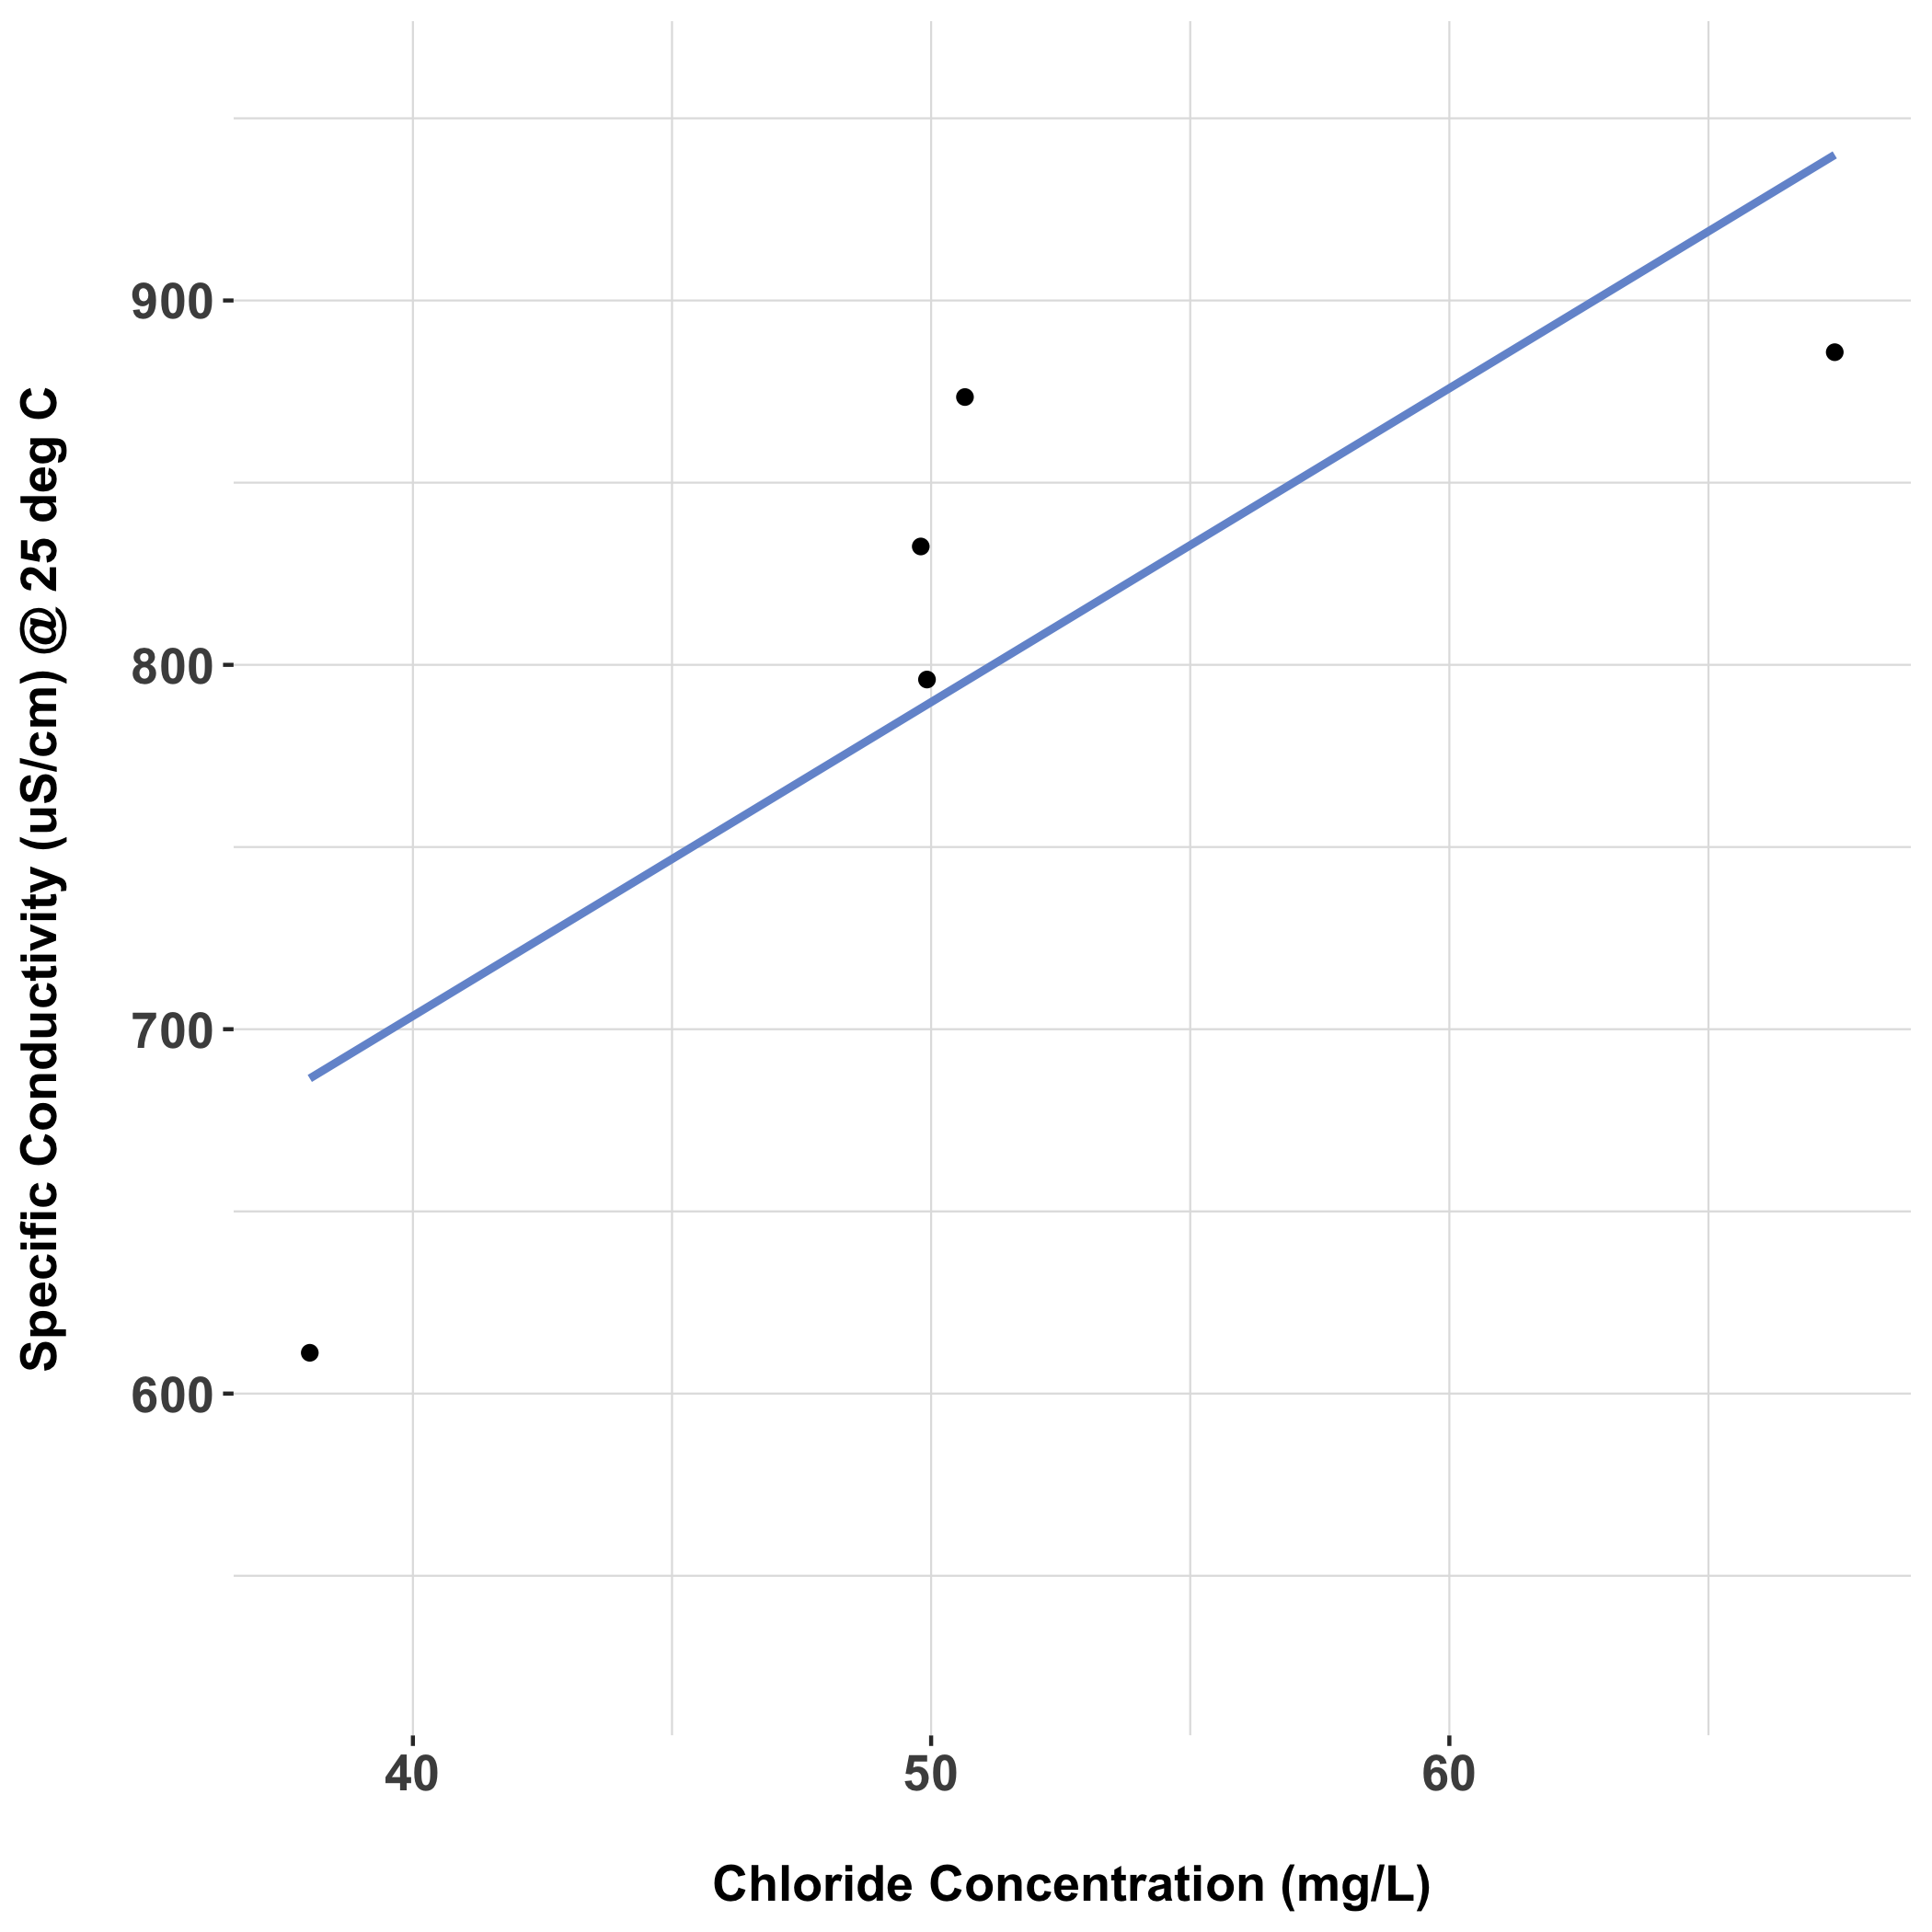 900
800
700
600
Specific Conductivity (uS/cm) @ 25 deg C
40 50 60
Chloride Concentration (mg/L)